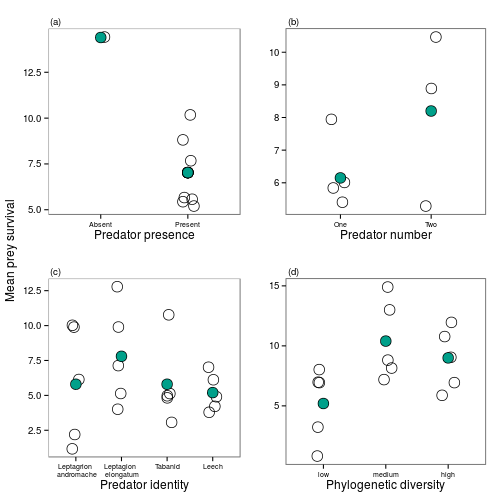 (a)
12.5
10.0
7.5
5.0
Absent Present
Predator presence
(b)
10
9
8
7
6
One Two
Predator number
Mean prey survival
(c)
12.5
10.0
7.5
5.0
2.5
Leptagrion andromache
Leptagion elongatum
Tabanid
Leech
Predator identity
(d)
15
10
5
low medium high
Phylogenetic diversity